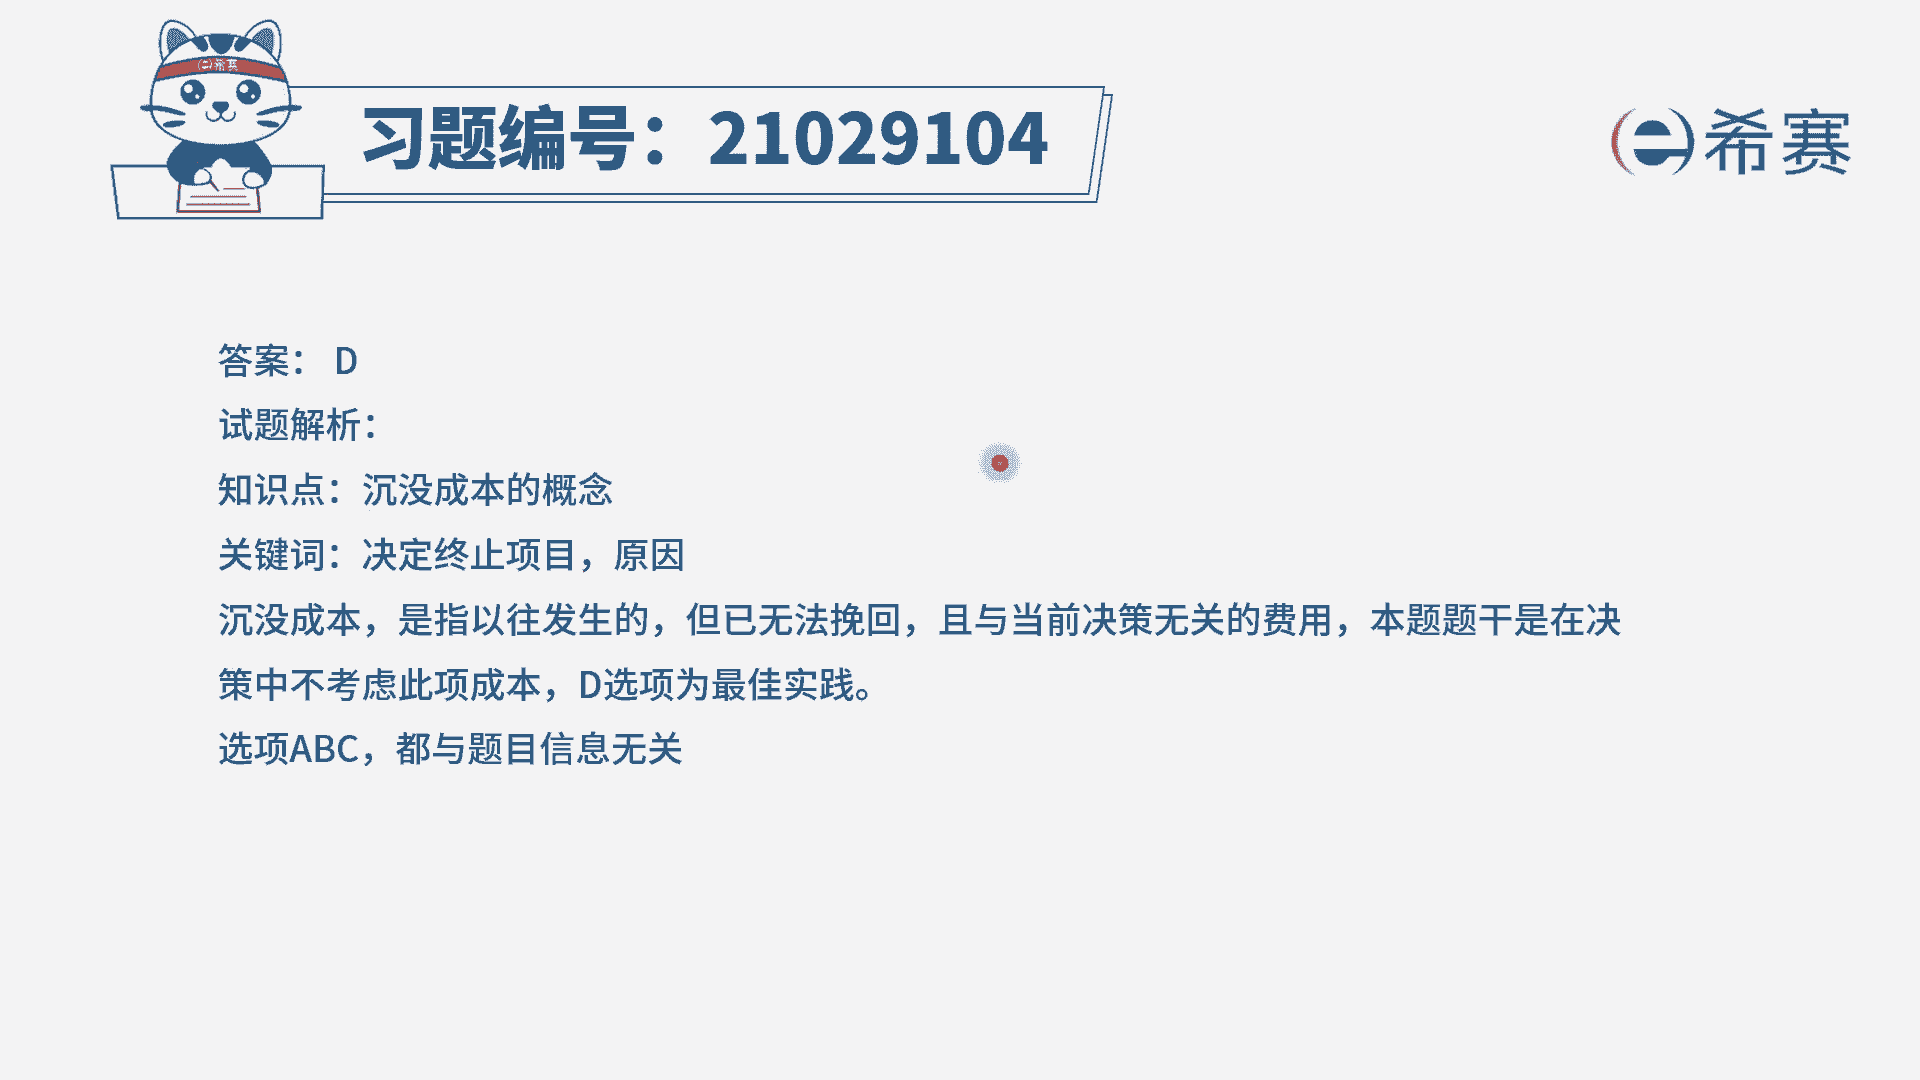 希赛
习题编号：21029104
希赛
答案： D
试题解析：
知识点：沉没成本的概念
关键词：决定终止项目，原因
沉没成本，是指以往发生的，但已无法挽回，且与当前决策无关的费用，本题题干是在决
策中不考虑此项成本，D选项为最佳实践。
选项ABC，都与题目信息无关